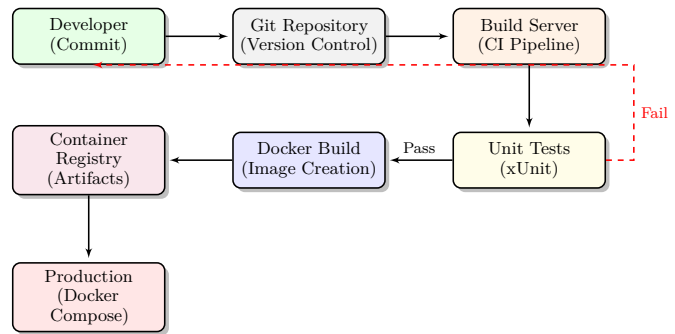 Developer
(Commit)
Git Repository
(Version Control)
Build Server
(CI Pipeline)
Fail
Container
Registry
(Artifacts)
Docker Build
(Image Creation)
Pass
Unit Tests
(xUnit)
Production
(Docker
Compose)